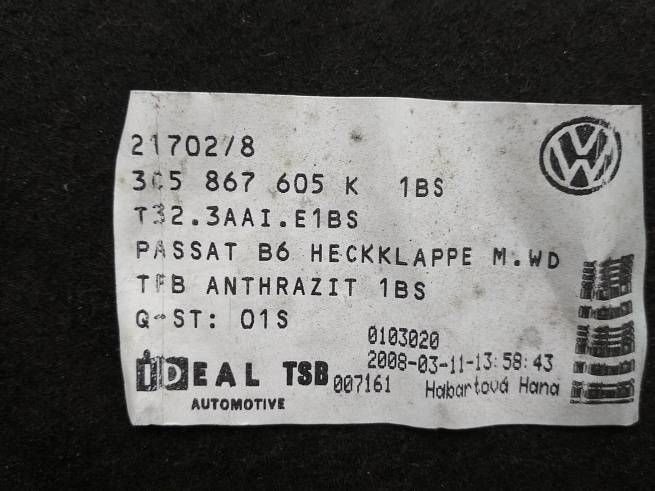 21702/8
3C5 867 605 K 1BS
T32.3AAI.E1BS
PASSAT B6 HECKKLAPPE M.WD
TFB ANTHRAZIT 1BS
Q-ST: 01S
0103020
2008-03-11-13:58:43
007161 Habartová Hana
iDEAL TSB
AUTOMOTIVE
VW